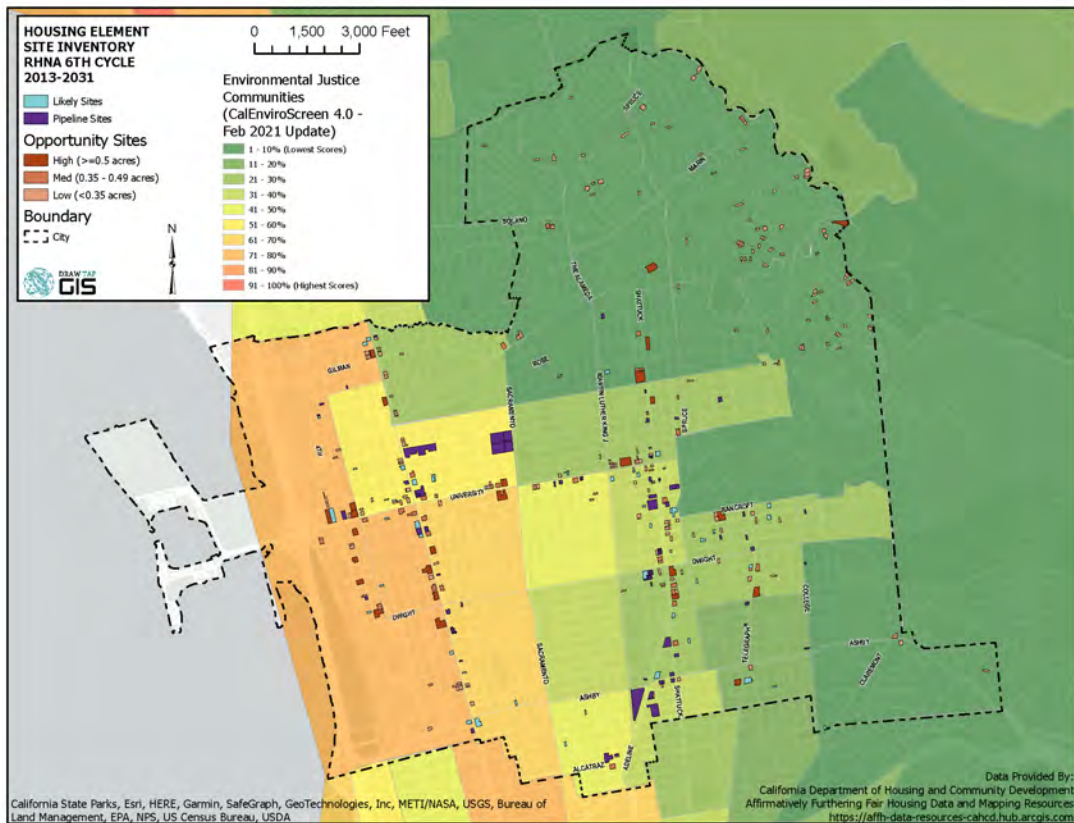 HOUSING ELEMENT
SITE INVENTORY
RHNA 6TH CYCLE
2013-2031
Likely Sites
Pipeline Sites
Opportunity Sites
High (>=0.5 acres)
Med (0.35 - 0.49 acres)
Low (<0.35 acres)
Boundary
City
N
DRAWTAP
GIS
0 1,500 3,000 Feet
Environmental Justice
Communities
(CalEnviroScreen 4.0 -
Feb 2021 Update)
1 - 10% (Lowest Scores)
11 - 20%
21 - 30%
31 - 40%
41 - 50%
51 - 60%
61 - 70%
71 - 80%
81 - 90%
91 - 100% (Highest Scores)
SPRUCE
MARIN
SOLANO
THE ALAMEDA
SHATTUCK
GILMAN
ROSE
SACRAMENTO
MARTIN LUTHER KING J
SPRUCE
6TH
UNIVERSITY
BANCROFT
DWIGHT
DWIGHT
COLLEGE
SACRAMENTO
TELEGRAPH
ASHBY
CLAREMONT
ASHBY
SHATTUCK
ADELINE
ALCATRAZ
California State Parks, Esri, HERE, Garmin, SafeGraph, GeoTechnologies, Inc, METI/NASA, USGS, Bureau of
Land Management, EPA, NPS, US Census Bureau, USDA
Data Provided By:
California Department of Housing and Community Development
Affirmatively Furthering Fair Housing Data and Mapping Resources
https://affh-data-resources-cahcd.hub.arcgis.com